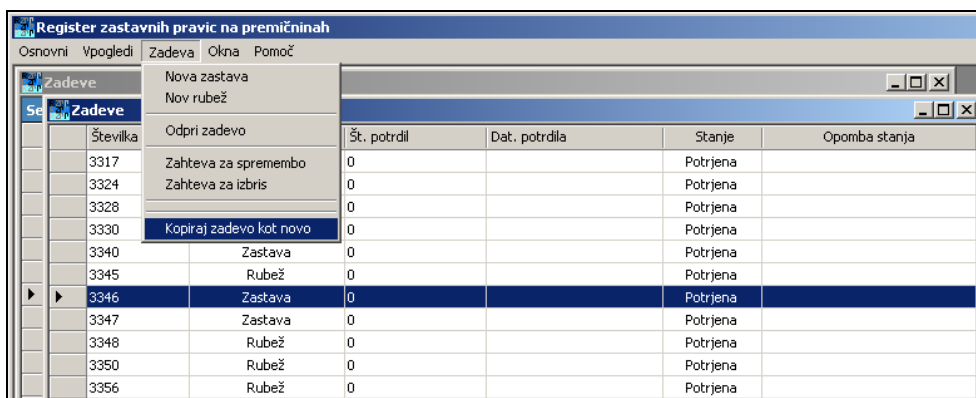 Register zastavnih pravic na premičninah
Osnovni Vpogledi Zadeva Okna Pomoč
Zadeve
Se Zadeve
Nova zastava
Nov rubež
Odpri zadevo
Zahteva za spremembo
Zahteva za izbris
Kopiraj zadevo kot novo
Številka Št. potrdil Dat. potrdila Stanje Opomba stanja
3317 0 Potrjena
3324 0 Potrjena
3328 0 Potrjena
3330 0 Potrjena
3340 Zastava 0 Potrjena
3345 Rubež 0 Potrjena
3346 Zastava 0 Potrjena
3347 Zastava 0 Potrjena
3348 Rubež 0 Potrjena
3350 Rubež 0 Potrjena
3356 Rubež 0 Potrjena